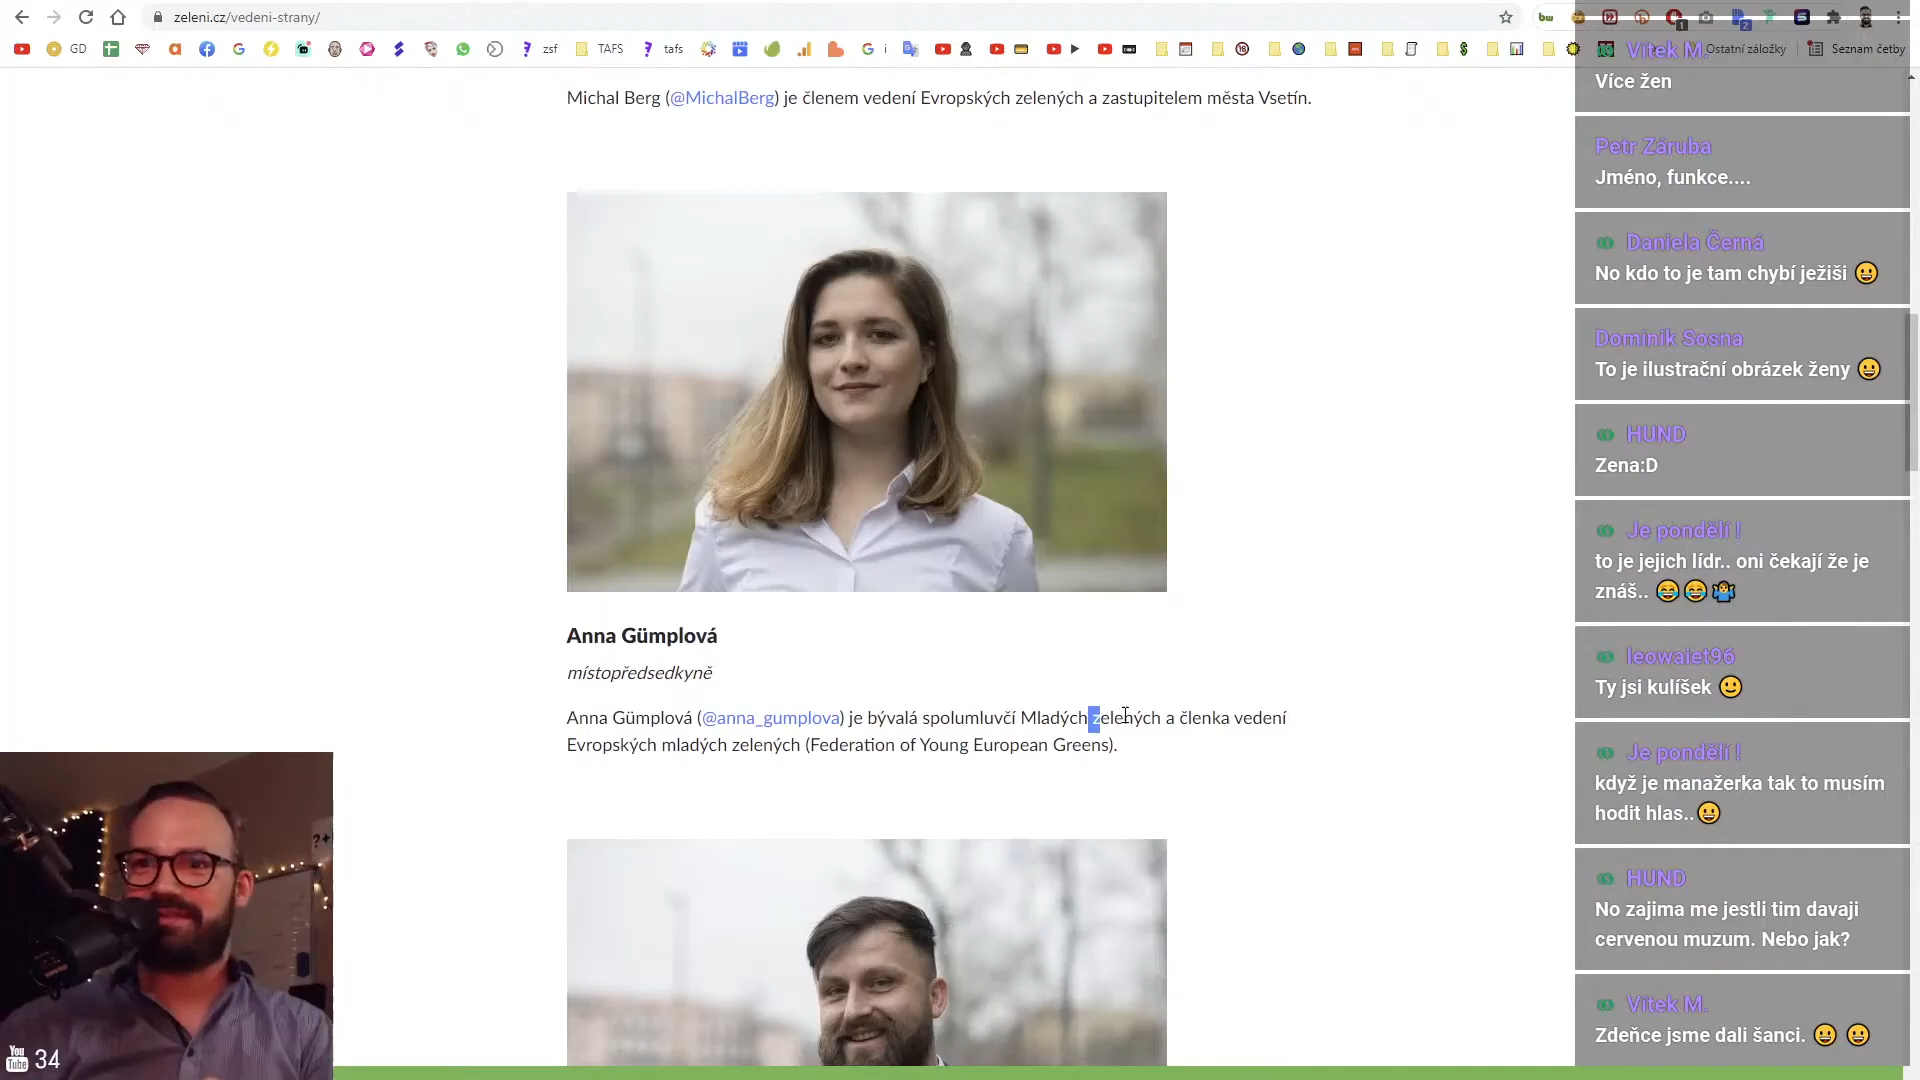 zeleni.cz/vedeni-strany/
GD
zsf
TAFS
tafs
i
Ostatní záložky
Seznam četby
Michal Berg (@MichalBerg) je členem vedení Evropských zelených a zastupitelem města Vsetín.
Anna Gümplová
místopředsedkyně
Anna Gümplová (@anna_gumplova) je bývalá spolumluvčí Mladých zelených a členka vedení
Evropských mladých zelených (Federation of Young European Greens).
Vítek M.
Více žen
Petr Záruba
Jméno, funkce....
Daniela Černá
No kdo to je tam chybí ježiši 😀
Dominik Sosna
To je ilustrační obrázek ženy 😀
HUND
Zena:D
Je pondělí !
to je jejich lídr.. oni čekají že je
znáš.. 😂😂🤷
leowaiet96
Ty jsi kulíšek 🙂
Je pondělí !
když je manažerka tak to musím
hodit hlas..😀
HUND
No zajima me jestli tim davaji
cervenou muzum. Nebo jak?
Vítek M.
Zdeňce jsme dali šanci. 😀 😀
You
Tube
34